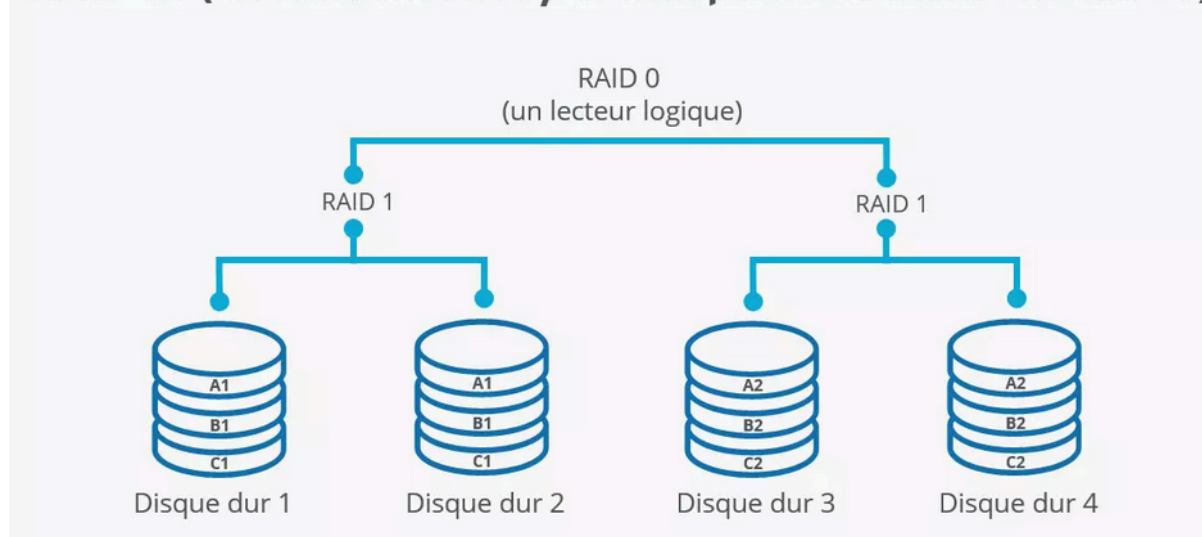 RAID 0
(un lecteur logique)
RAID 1
RAID 1
A1
B1
C1
A1
B1
C1
A2
B2
C2
A2
B2
C2
Disque dur 1
Disque dur 2
Disque dur 3
Disque dur 4